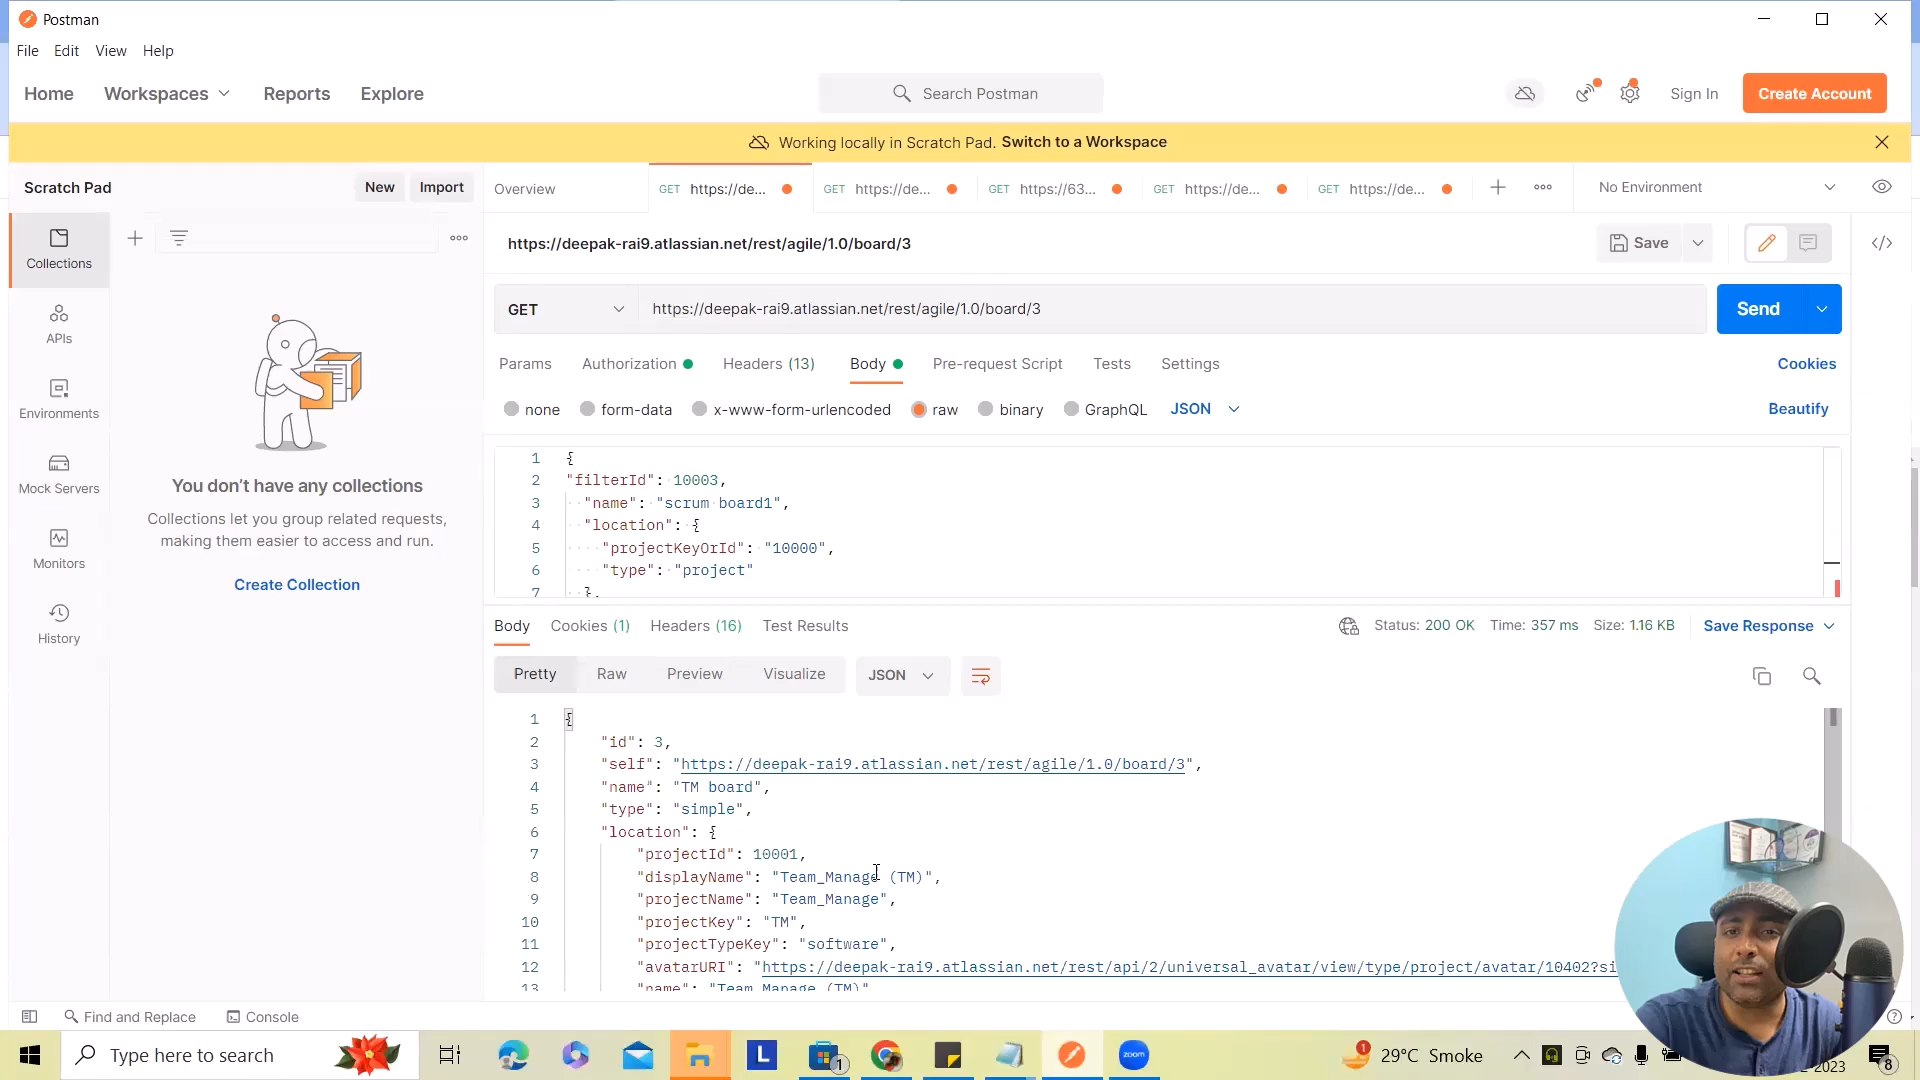 Postman
File Edit View Help
Home Workspaces Reports Explore
Search Postman
Sign In
Create Account
Working locally in Scratch Pad. Switch to a Workspace
Scratch Pad
New
Import
Overview
GET https://de...
GET https://de...
GET https://63...
GET https://de...
GET https://de...
No Environment
Collections
APIs
Environments
Mock Servers
Monitors
History
You don't have any collections
Collections let you group related requests,
making them easier to access and run.
Create Collection
https://deepak-rai9.atlassian.net/rest/agile/1.0/board/3
Save
GET
https://deepak-rai9.atlassian.net/rest/agile/1.0/board/3
Send
Params Authorization Headers (13) Body Pre-request Script Tests Settings
Cookies
none form-data x-www-form-urlencoded raw binary GraphQL JSON
Beautify
1 {
2 "filterId": 10003,
3 "name": "scrum board1",
4 "location": {
5 "projectKeyOrId": "10000",
6 "type": "project"
7 },
Body Cookies (1) Headers (16) Test Results
Status: 200 OK Time: 357 ms Size: 1.16 KB
Save Response
Pretty Raw Preview Visualize JSON
1 {
2 "id": 3,
3 "self": "https://deepak-rai9.atlassian.net/rest/agile/1.0/board/3",
4 "name": "TM board",
5 "type": "simple",
6 "location": {
7 "projectId": 10001,
8 "displayName": "Team_Manage (TM)",
9 "projectName": "Team_Manage",
10 "projectKey": "TM",
11 "projectTypeKey": "software",
12 "avatarURI": "https://deepak-rai9.atlassian.net/rest/api/2/universal_avatar/view/type/project/avatar/10402?si
13 "name": "Team_Manage (TM)"
Find and Replace
Console
Type here to search
L
1
zoom
1
29°C Smoke
2023
8